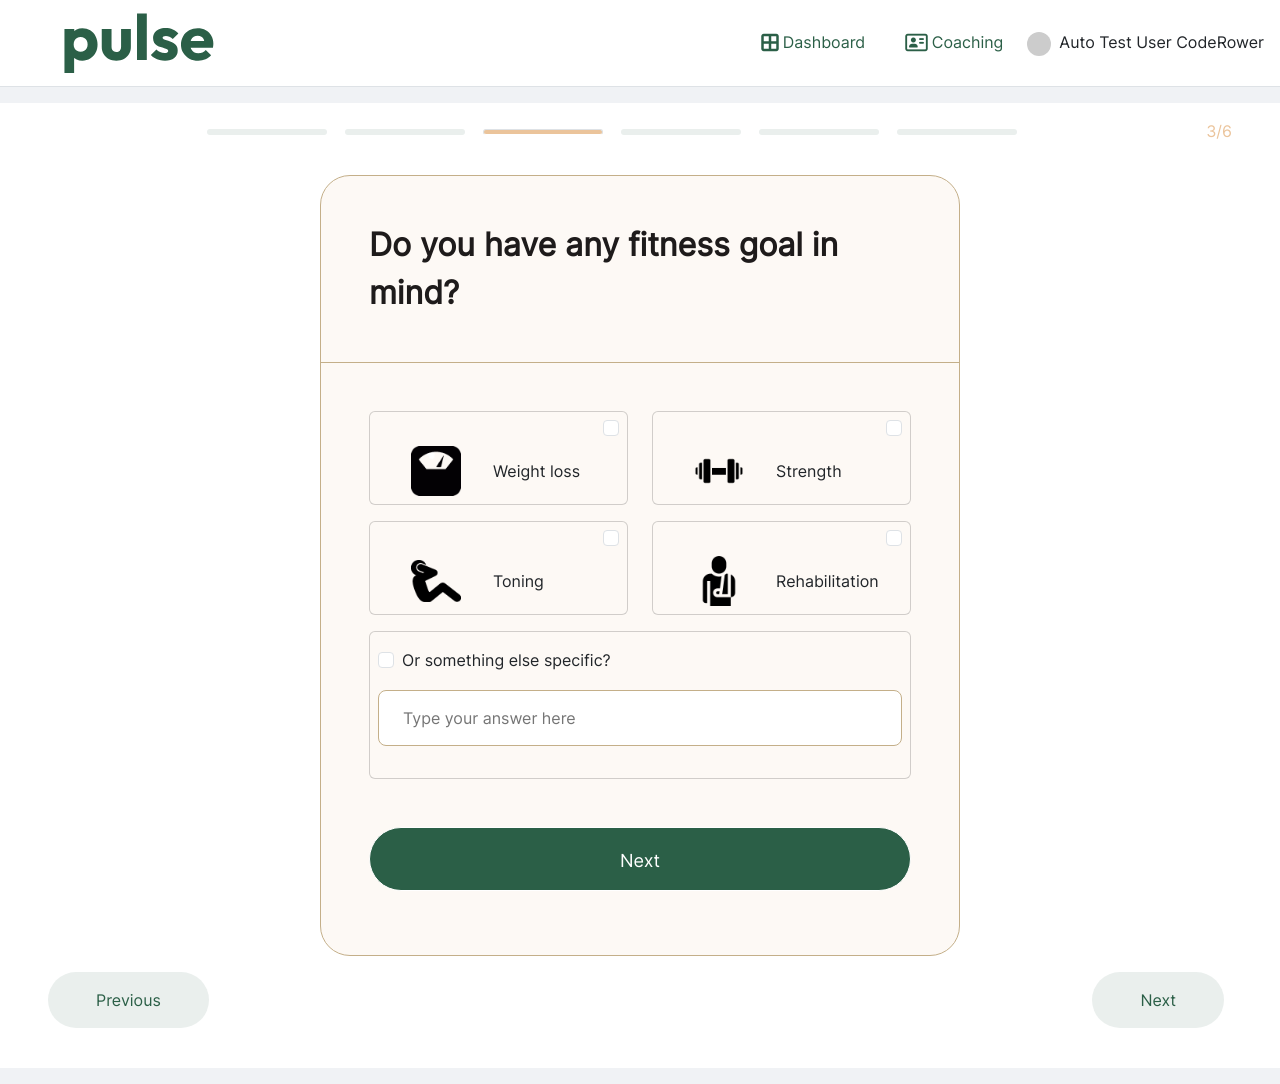 pulse
Dashboard
Coaching
Auto Test User CodeRower
3/6
Do you have any fitness goal in
mind?
Weight loss
Strength
Toning
Rehabilitation
Or something else specific?
Type your answer here
Next
Previous
Next